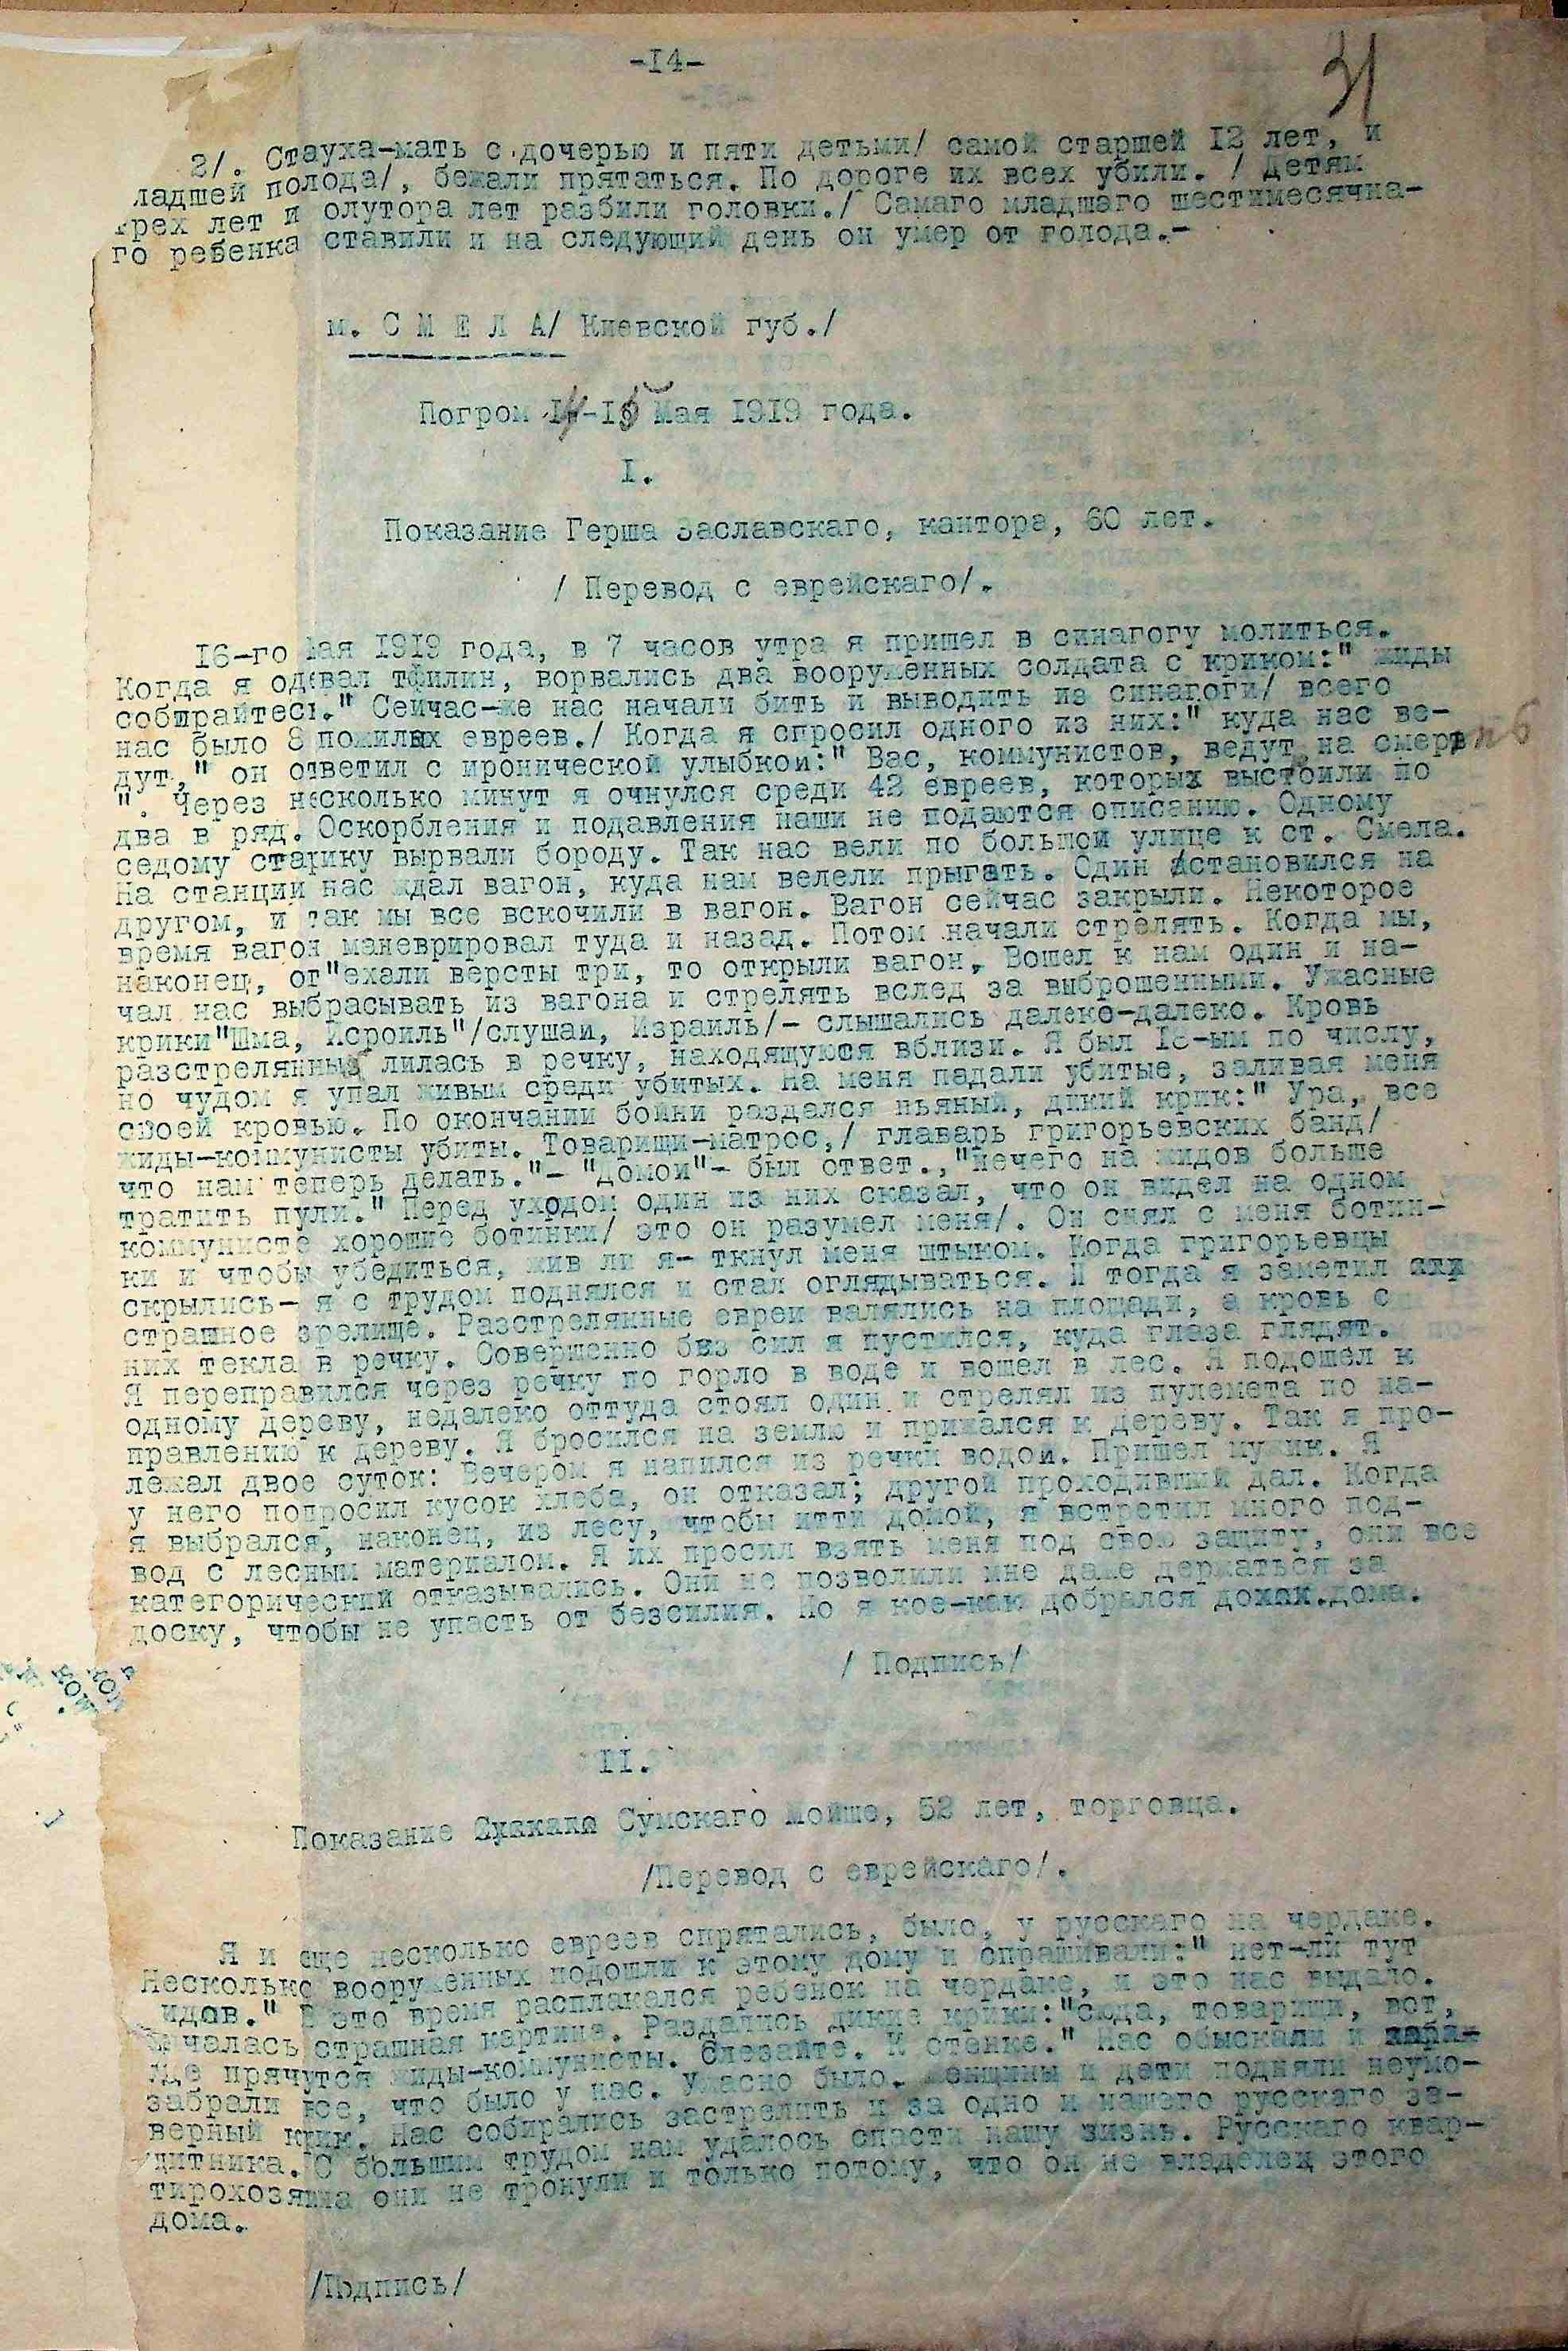 -14-
31
2/. Стауха-мать с дочерью и пяти детьми/ самой старшей 12 лет, и
ладшей полода/, бежали прятаться. По дороге их всех убили. / Детям
трех лет и олутора лет разбили головки./ Самаго младшаго шестимесячна-
го ребенка ставили и на следующий день он умер от голода.-
м. С М Е Л А/ Киевской губ./
Погром 14-16 Мая 1919 года.
I.
Показание Герша Заславскаго, кантора, 60 лет.
/ Перевод с еврейскаго/.
16-го Мая 1919 года, в 7 часов утра я пришел в синагогу молиться.
Когда я одевал тфилин, ворвались два вооруженных солдата с криком:" жиды
собирайтесь." Сейчас-же нас начали бить и выводить из синагоги/ всего
нас было 8 пожилых евреев./ Когда я спросил одного из них:" куда нас ве-
дут," он ответил с иронической улыбкой:" Вас, коммунистов, ведут на смерть
". Через несколько минут я очнулся среди 42 евреев, которых выстоили по
два в ряд. Оскорбления и подавления наши не подаются описанию. Одному
седому старику вырвали бороду. Так нас вели по большой улице к ст. Смела.
На станции нас ждал вагон, куда нам велели прыгать. Один становился на
другом, и так мы все вскочили в вагон. Вагон сейчас закрыли. Некоторое
время вагон маневрировал туда и назад. Потом начали стрелять. Когда мы,
наконец, от"ехали версты три, то открыли вагон. Вошел к нам один и на-
чал нас выбрасывать из вагона и стрелять вслед за выброшенными. Ужасные
крики"Шма, Исроиль"/слушай, Израиль/- слышались далеко-далеко. Кровь
разстрелянных лилась в речку, находящуюся вблизи. Я был -ым по числу,
но чудом я упал живым среди убитых. На меня падали убитые, заливая меня
своей кровью. По окончании бойни раздался пьяный, дикий крик:" Ура, все
жиды-коммунисты убиты. Товарищи-матрос,/ главарь григорьевских банд/
что нам теперь делать."- "Домой"- был ответ.,"нечего на жидов больше
тратить пули." Перед уходом один из них сказал, что он видел на одном
коммунисте хорошие ботинки/ это он разумел меня/. Он снял с меня ботин-
ки и чтобы убедиться, жив ли я- ткнул меня штыком. Когда григорьевцы
скрылись- я с трудом поднялся и стал оглядываться. И тогда я заметил
страшное зрелище. Разстрелянные евреи валялись на площади, а кровь с
них текла в речку. Совершенно без сил я пустился, куда глаза глядят.
Я переправился через речку по горло в воде и вошел в лес. Я подошел к
одному дереву, недалеко оттуда стоял один и стрелял из пулемета по на-
правлению к дереву. Я бросился на землю и прижался к дереву. Так я про-
лежал двое суток: Вечером я напился из речки водой. Пришел мужик. Я
у него попросил кусок хлеба, он отказал; другой проходивший дал. Когда
я выбрался, наконец, из лесу, чтобы итти домой, я встретил много под-
вод с лесным материалом. Я их просил взять меня под свою защиту, они все
категорический отказывались. Они не позволили мне даже держаться за
доску, чтобы не упасть от безсилия. Но я кое-как добрался до дома.
/ Подпись/
II.
Показание Сумскаго Мойше, 52 лет, торговца.
/Перевод с еврейскаго/.
Я и еще несколько евреев спрятались, было, у русскаго на чердаке.
Несколько вооруженных подошли к этому дому и спрашивали:" нет-ли тут
идов." В это время расплакался ребенок на чердаке, и это нас выдало.
Началась страшная картина. Раздались дикие крики:"сюда, товарищи, вот,
где прячутся жиды-коммунисты. Слезайте. К стенке." Нас обыскали и
забрали все, что было у нас. Ужасно было. Женщины и дети подняли неумо-
верный крик. Нас собирались застрелить и за одно и нашего русскаго за-
щитника. С большим трудом нам удалось спасти нашу жизнь. Русскаго квар-
тирохозяина они не тронули и только потому, что он не владелец этого
дома.
/Подпись/